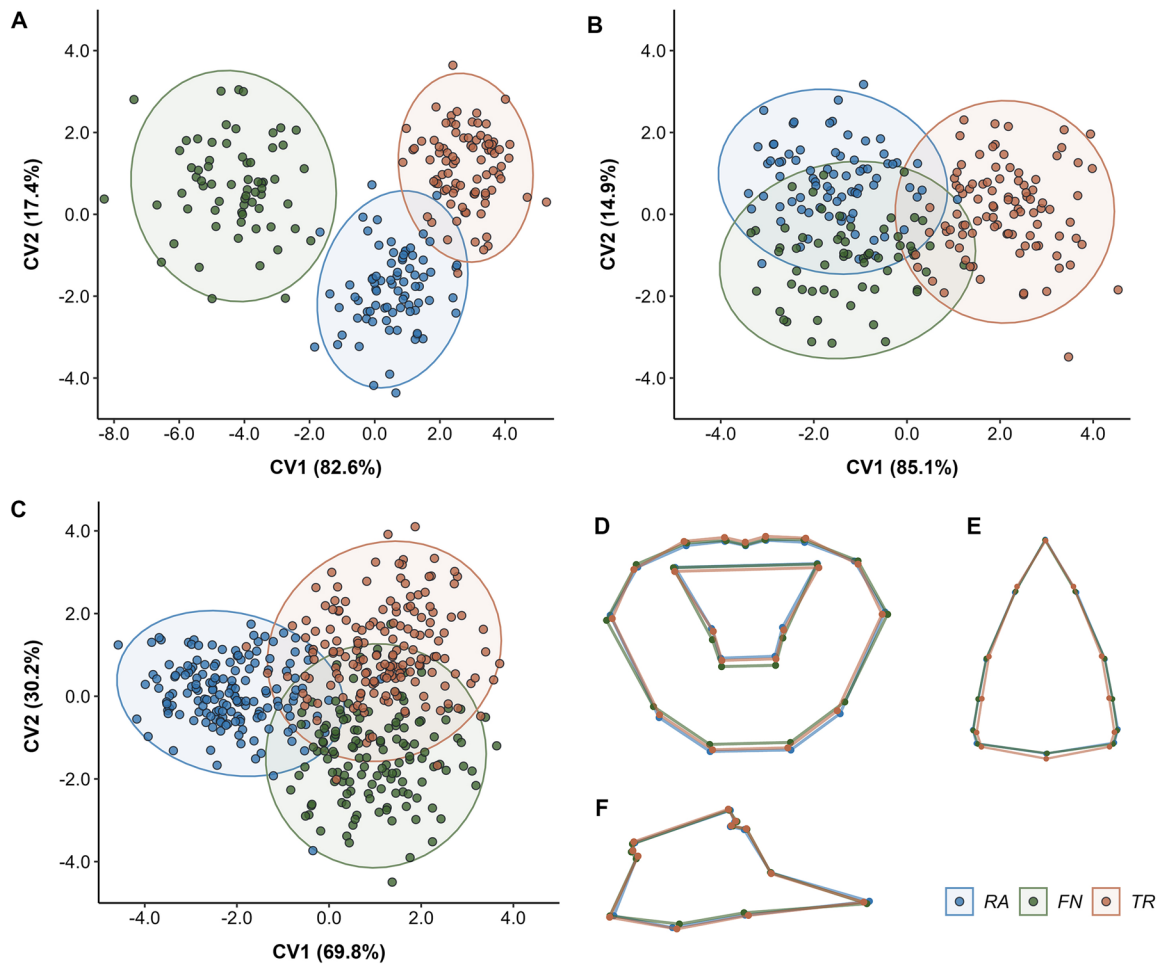 A
4.0
2.0
0.0
-2.0
-4.0
CV2 (17.4%)
-8.0 -6.0 -4.0 -2.0 0.0 2.0 4.0
CV1 (82.6%)
B
4.0
2.0
0.0
-2.0
-4.0
CV2 (14.9%)
-4.0 -2.0 0.0 2.0 4.0
CV1 (85.1%)
C
4.0
2.0
0.0
-2.0
-4.0
CV2 (30.2%)
-4.0 -2.0 0.0 2.0 4.0
CV1 (69.8%)
D
E
F
RA FN TR